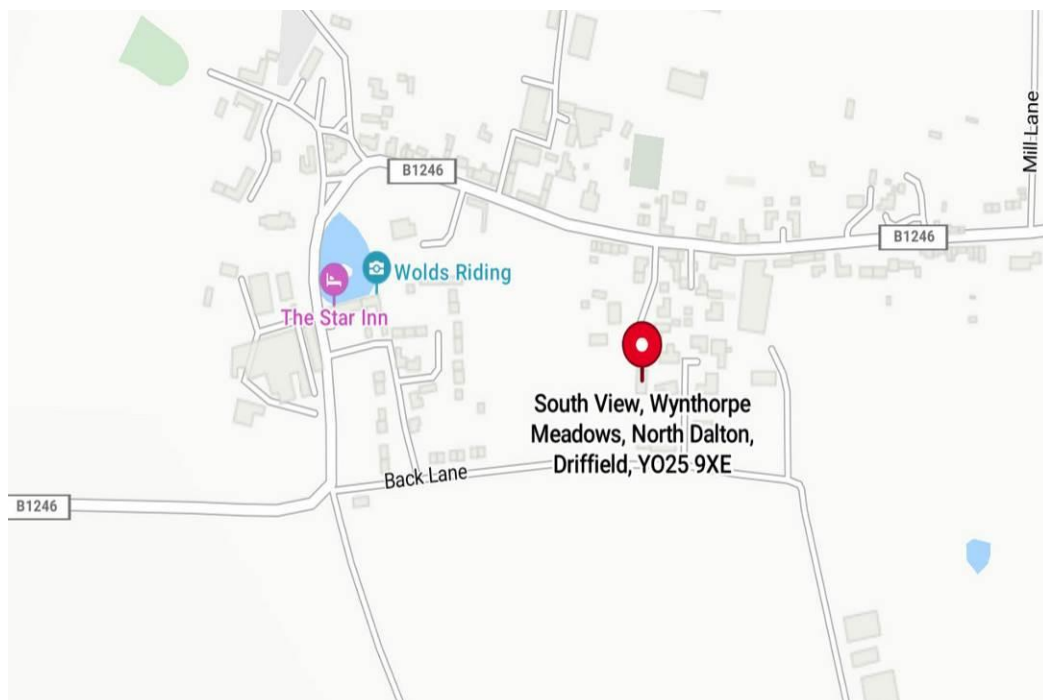 Mill Lane
B1246
B1246
Wolds Riding
The Star Inn
South View, Wynthorpe
Meadows, North Dalton,
Driffield, YO25 9XE
Back Lane
B1246